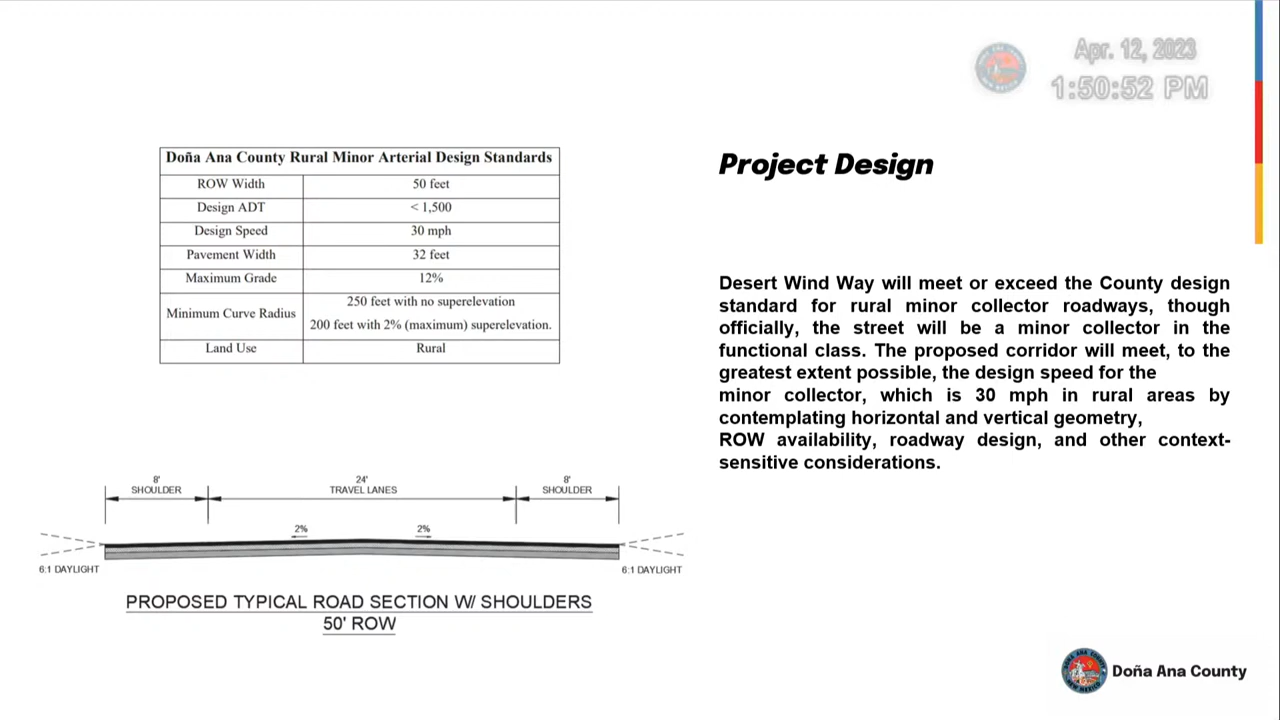 Apr. 12, 2023
1:50:52 PM
Doña Ana County Rural Minor Arterial Design Standards
ROW Width 50 feet
Design ADT < 1,500
Design Speed 30 mph
Pavement Width 32 feet
Maximum Grade 12%
Minimum Curve Radius 250 feet with no superelevation
200 feet with 2% (maximum) superelevation.
Land Use Rural
Project Design
Desert Wind Way will meet or exceed the County design
standard for rural minor collector roadways, though
officially, the street will be a minor collector in the
functional class. The proposed corridor will meet, to the
greatest extent possible, the design speed for the
minor collector, which is 30 mph in rural areas by
contemplating horizontal and vertical geometry,
ROW availability, roadway design, and other context-
sensitive considerations.
8' 24' 8'
SHOULDER TRAVEL LANES SHOULDER
2% 2%
6:1 DAYLIGHT 6:1 DAYLIGHT
PROPOSED TYPICAL ROAD SECTION W/ SHOULDERS
50' ROW
Doña Ana County